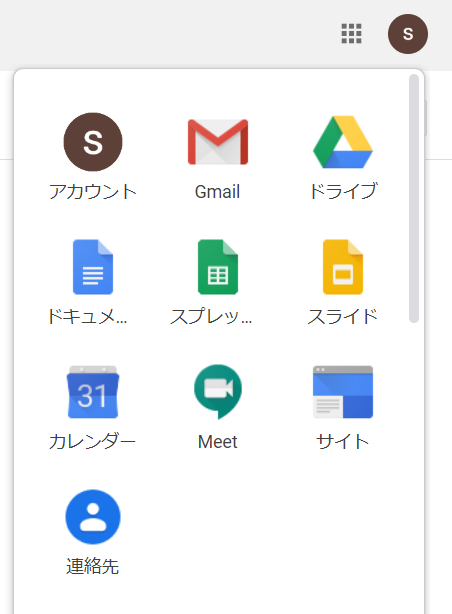 S
S
アカウント
Gmail
ドライブ
ドキュメ...
スプレッ...
スライド
31
カレンダー
Meet
サイト
連絡先